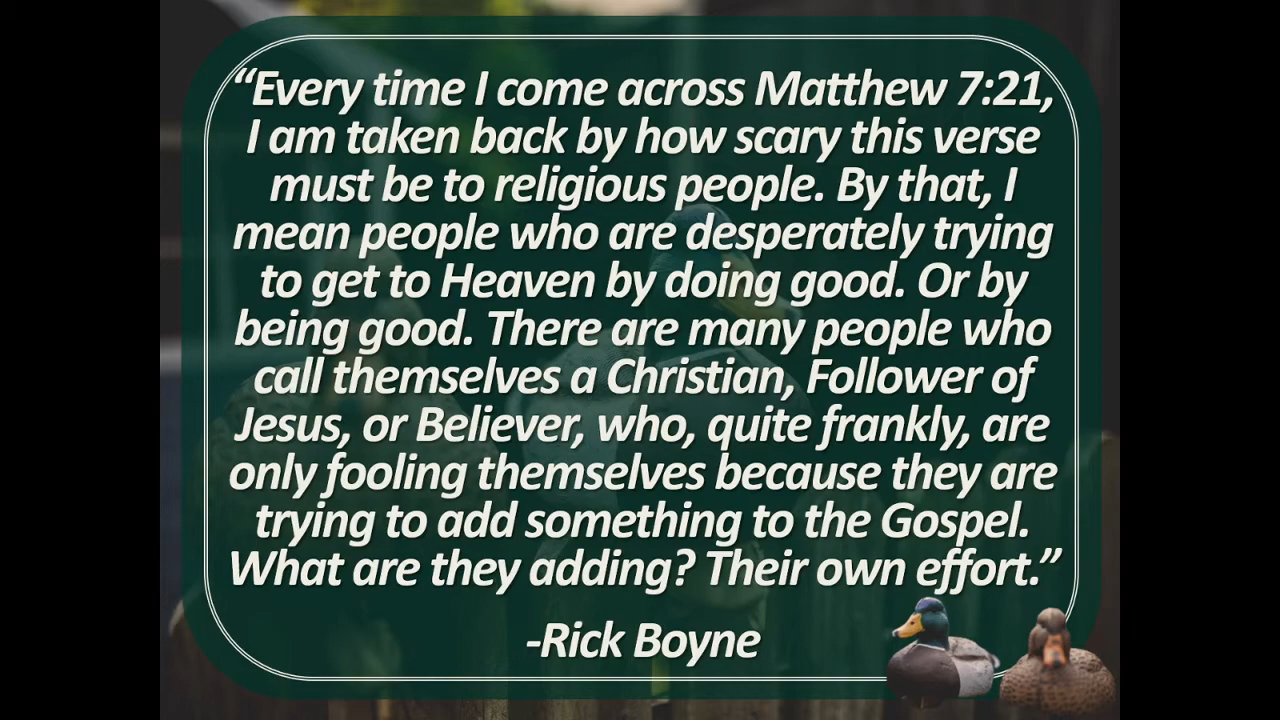 “Every time I come across Matthew 7:21,
I am taken back by how scary this verse
must be to religious people. By that, I
mean people who are desperately trying
to get to Heaven by doing good. Or by
being good. There are many people who
call themselves a Christian, Follower of
Jesus, or Believer, who, quite frankly, are
only fooling themselves because they are
trying to add something to the Gospel.
What are they adding? Their own effort.”
-Rick Boyne